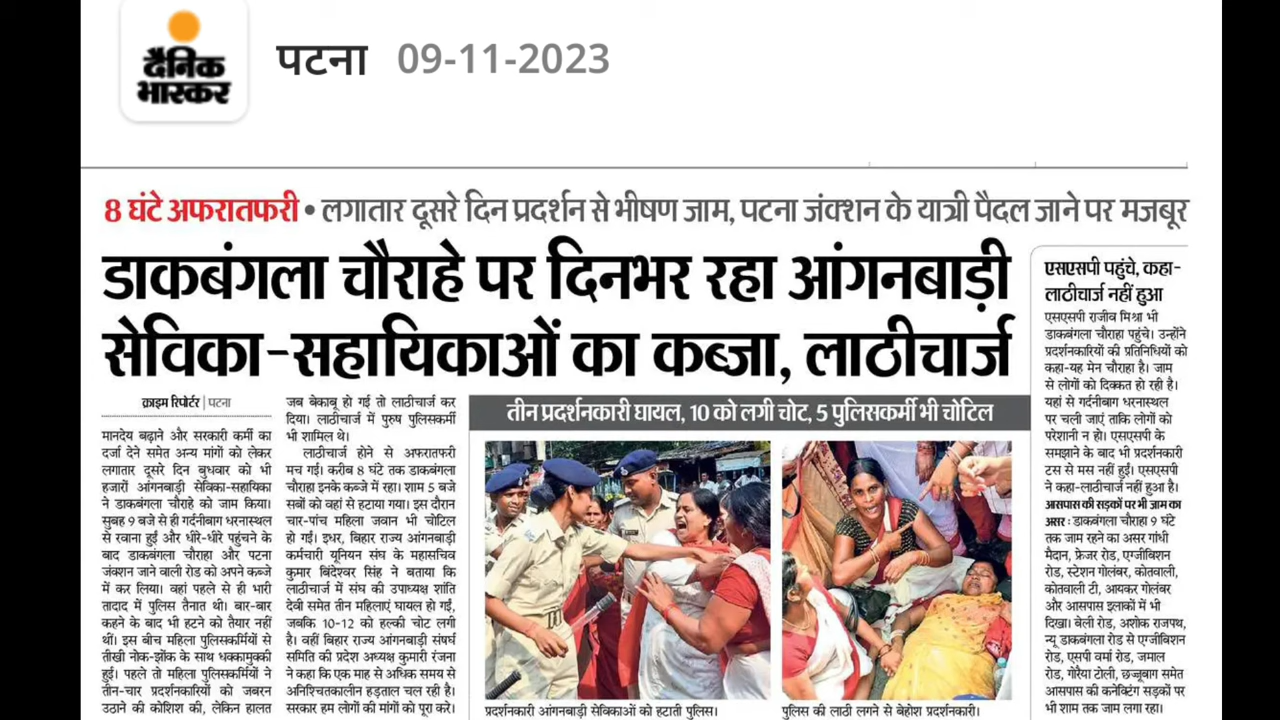 दैनिक
भास्कर
पटना 09-11-2023
8 घंटे अफरातफरी • लगातार दूसरे दिन प्रदर्शन से भीषण जाम, पटना जंक्शन के यात्री पैदल जाने पर मजबूर
डाकबंगला चौराहे पर दिनभर रहा आंगनबाड़ी
सेविका-सहायिकाओं का कब्जा, लाठीचार्ज
क्राइम रिपोर्टर | पटना
मानदेय बढ़ाने और सरकारी कर्मी का
दर्जा देने समेत अन्य मांगों को लेकर
लगातार दूसरे दिन बुधवार को भी
हजारों आंगनबाड़ी सेविका-सहायिका
ने डाकबंगला चौराहे को जाम किया।
सुबह 9 बजे से ही गर्दनीबाग धरनास्थल
से रवाना हुईं और धीरे-धीरे पहुंचने के
बाद डाकबंगला चौराहा और पटना
जंक्शन जाने वाली रोड को अपने कब्जे
में कर लिया। वहां पहले से ही भारी
तादाद में पुलिस तैनात थी। बार-बार
कहने के बाद भी हटने को तैयार नहीं
थीं। इस बीच महिला पुलिसकर्मियों से
तीखी नोक-झोंक के साथ धक्कामुक्की
हुई। पहले तो महिला पुलिसकर्मियों ने
तीन-चार प्रदर्शनकारियों को जबरन
उठाने की कोशिश की, लेकिन हालत
जब बेकाबू हो गई तो लाठीचार्ज कर
दिया। लाठीचार्ज में पुरुष पुलिसकर्मी
भी शामिल थे।
लाठीचार्ज होने से अफरातफरी
मच गई। करीब 8 घंटे तक डाकबंगला
चौराहा इनके कब्जे में रहा। शाम 5 बजे
सबों को वहां से हटाया गया। इस दौरान
चार-पांच महिला जवान भी चोटिल
हो गईं। इधर, बिहार राज्य आंगनबाड़ी
कर्मचारी यूनियन संघ के महासचिव
कुमार बिंदेश्वर सिंह ने बताया कि
लाठीचार्ज में संघ की उपाध्यक्ष शांति
देवी समेत तीन महिलाएं घायल हो गईं,
जबकि 10-12 को हल्की चोट लगी
है। वहीं बिहार राज्य आंगनबाड़ी संघर्ष
समिति की प्रदेश अध्यक्ष कुमारी रंजना
ने कहा कि एक माह से अधिक समय से
अनिश्चितकालीन हड़ताल चल रही है।
सरकार हम लोगों की मांगों को पूरा करे।
तीन प्रदर्शनकारी घायल, 10 को लगी चोट, 5 पुलिसकर्मी भी चोटिल
प्रदर्शनकारी आंगनबाड़ी सेविकाओं को हटाती पुलिस।
पुलिस की लाठी लगने से बेहोश प्रदर्शनकारी।
एसएसपी पहुंचे, कहा-
लाठीचार्ज नहीं हुआ
एसएसपी राजीव मिश्रा भी
डाकबंगला चौराहा पहुंचे। उन्होंने
प्रदर्शनकारियों की प्रतिनिधियों को
कहा-यह मेन चौराहा है। जाम
से लोगों को दिक्कत हो रही है।
यहां से गर्दनीबाग धरनास्थल
पर चली जाएं ताकि लोगों को
परेशानी न हो। एसएसपी के
समझाने के बाद भी प्रदर्शनकारी
टस से मस नहीं हुईं। एसएसपी
ने कहा-लाठीचार्ज नहीं हुआ है।
आसपास की सड़कों पर भी जाम का
असर : डाकबंगला चौराहा 9 घंटे
तक जाम रहने का असर गांधी
मैदान, फ्रेजर रोड, एग्जीबिशन
रोड, स्टेशन गोलंबर, कोतवाली,
कोतवाली टी, आयकर गोलंबर
और आसपास इलाकों में भी
दिखा। बेली रोड, अशोक राजपथ,
न्यू डाकबंगला रोड से एग्जीबिशन
रोड, एसपी वर्मा रोड, जमाल
रोड, गोरैया टोली, छज्जूबाग समेत
आसपास की कनेक्टिंग सड़कों पर
भी शाम तक जाम लगा रहा।